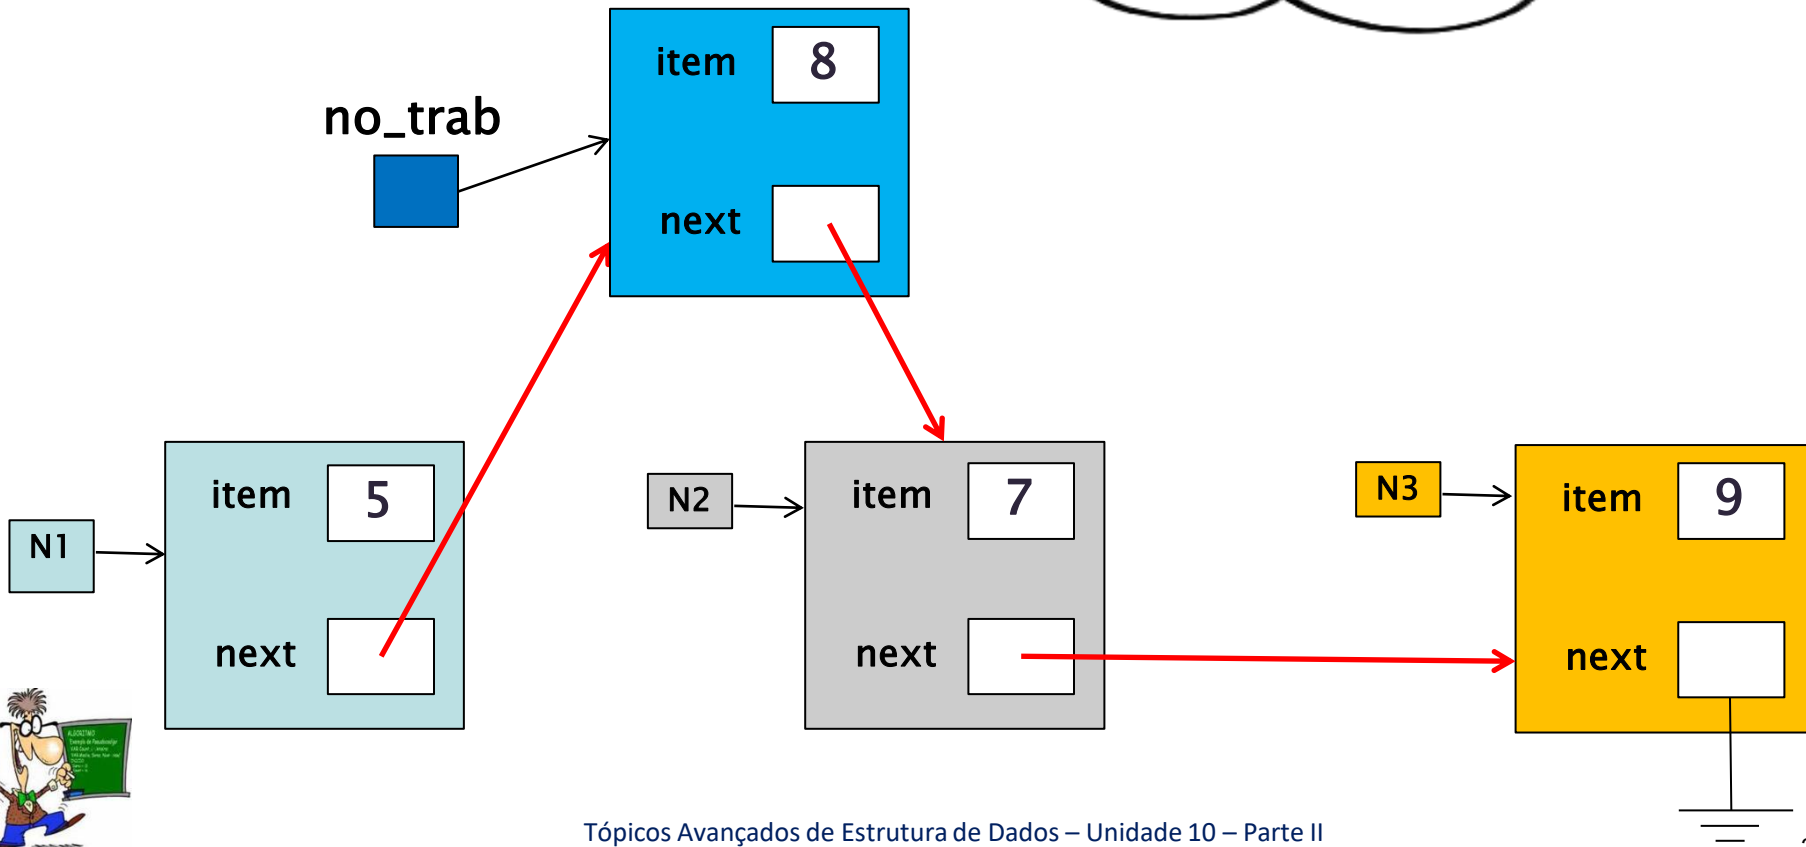 item 8
no_trab
next
item 5
N2
item 7
N3
item 9
N1
next
next
next
ALGORITMO
Tópicos Avançados de Estrutura de Dados – Unidade 10 – Parte II